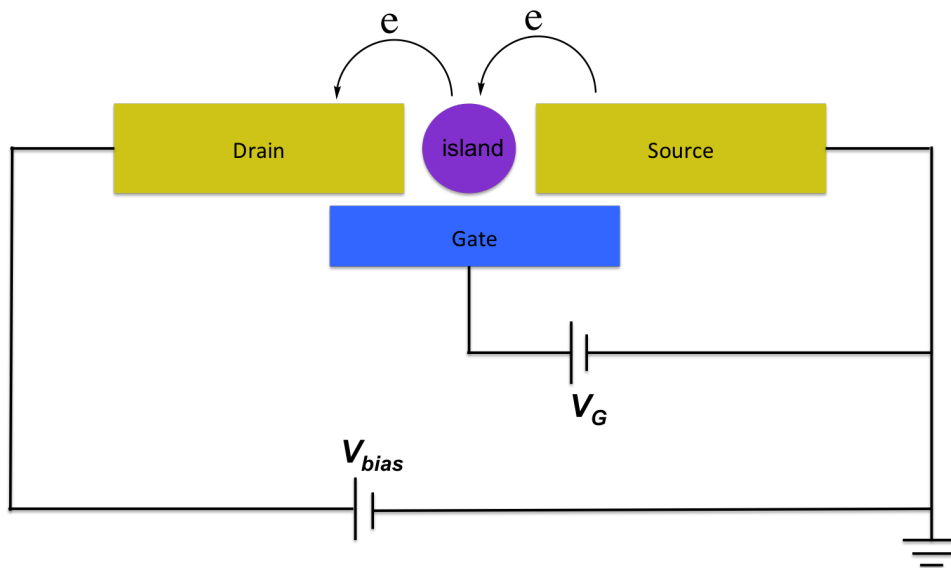 e
e
Drain
island
Source
Gate
V_G
V_bias